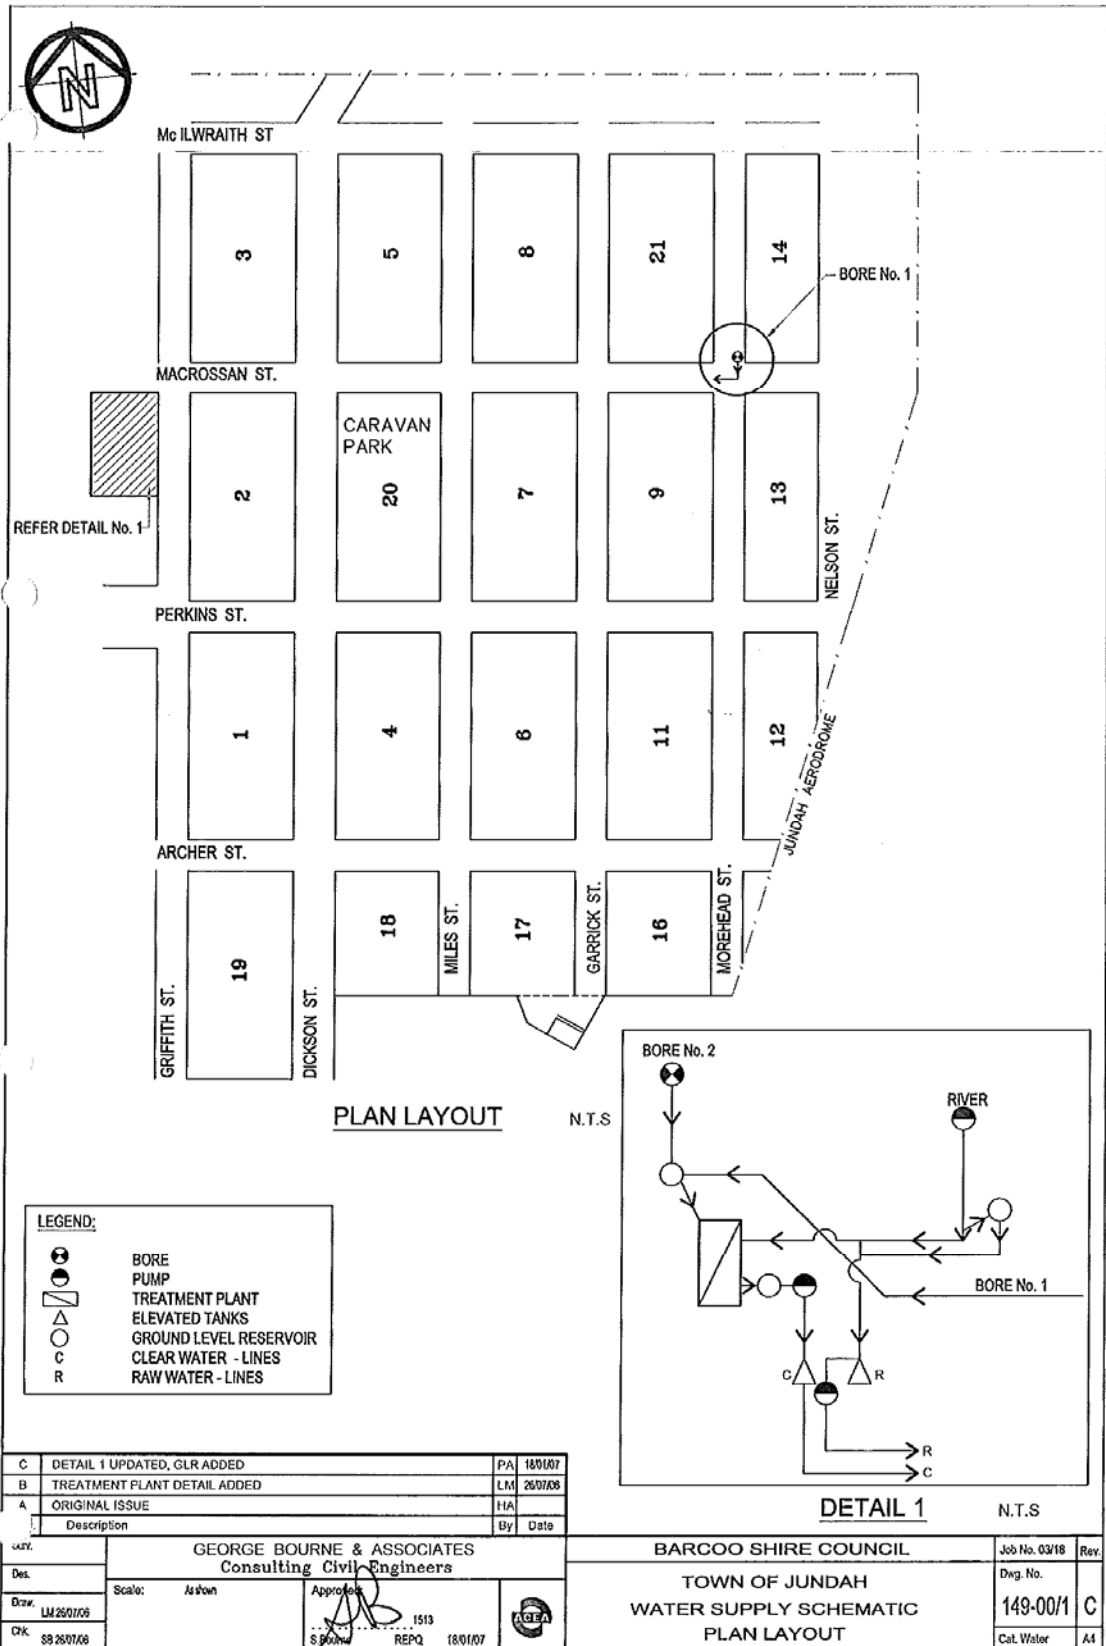 N
Mc ILWRAITH ST
3
5
8
21
14
BORE No. 1
MACROSSAN ST.
CARAVAN
PARK
2
20
7
9
13
REFER DETAIL No. 1
NELSON ST.
PERKINS ST.
1
4
6
11
12
JUNDAH AERODROME
ARCHER ST.
19
18
17
16
GRIFFITH ST.
DICKSON ST.
MILES ST.
GARRICK ST.
MOREHEAD ST.
PLAN LAYOUT
N.T.S
BORE No. 2
RIVER
BORE No. 1
C
R
R
C
DETAIL 1
N.T.S
LEGEND:
BORE
PUMP
TREATMENT PLANT
ELEVATED TANKS
GROUND LEVEL RESERVOIR
C CLEAR WATER - LINES
R RAW WATER - LINES
C DETAIL 1 UPDATED, GLR ADDED PA 18/01/07
B TREATMENT PLANT DETAIL ADDED LM 26/07/06
A ORIGINAL ISSUE HA
Description By Date
Des.
Draw. LM 26/07/06
Chk. SB 26/07/06
GEORGE BOURNE & ASSOCIATES
Consulting Civil Engineers
Scale: As shown
Approved
1513
S.Bourne REPQ 18/01/07
ACEA
BARCOO SHIRE COUNCIL
TOWN OF JUNDAH
WATER SUPPLY SCHEMATIC
PLAN LAYOUT
Job No. 03/18 Rev.
Dwg. No.
149-00/1 C
Cat. Water A4